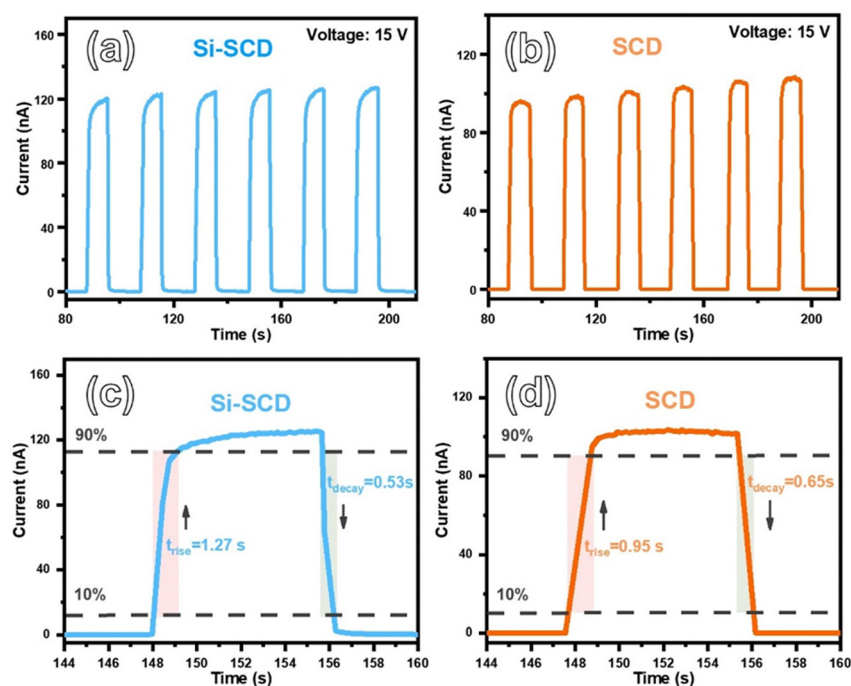 (a)
Si-SCD
Voltage: 15 V
160
120
80
40
0
Current (nA)
80
120
160
200
Time (s)
(b)
SCD
Voltage: 15 V
120
80
40
0
Current (nA)
80
120
160
200
Time (s)
(c)
Si-SCD
160
120
80
40
0
Current (nA)
90%
10%
trise=1.27 s
tdecay=0.53s
144
146
148
150
152
154
156
158
160
Time (s)
(d)
SCD
120
80
40
0
Current (nA)
90%
10%
trise=0.95 s
tdecay=0.65s
144
146
148
150
152
154
156
158
160
Time (s)